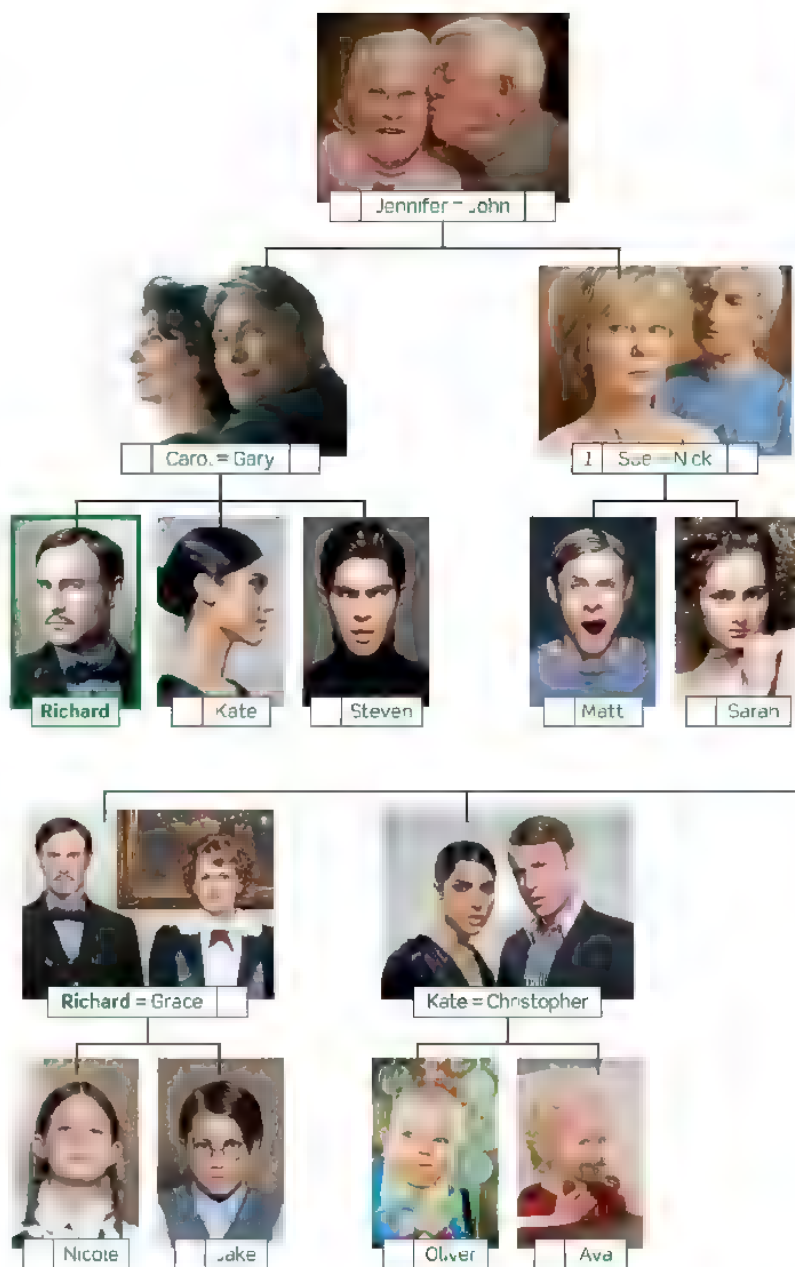 Jennifer = John
Carol = Gary
1 Sue = Nick
Richard
Kate
Steven
Matt
Sarah
Richard = Grace
Kate = Christopher
Nicole
Jake
Oliver
Ava